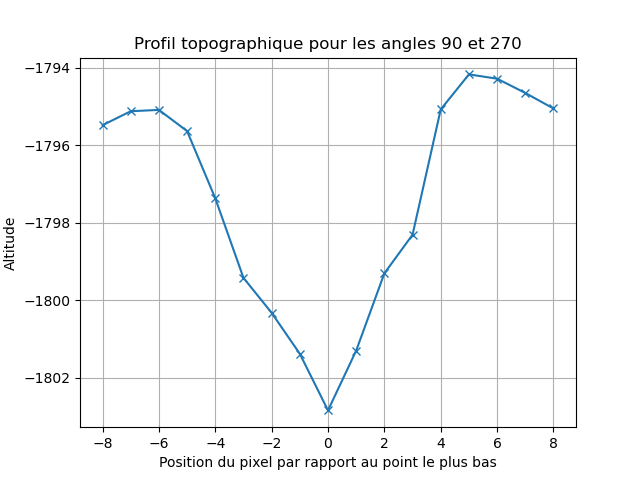 Profil topographique pour les angles 90 et 270
−1794
−1796
−1798
−1800
−1802
Altitude
−8 −6 −4 −2 0 2 4 6 8
Position du pixel par rapport au point le plus bas